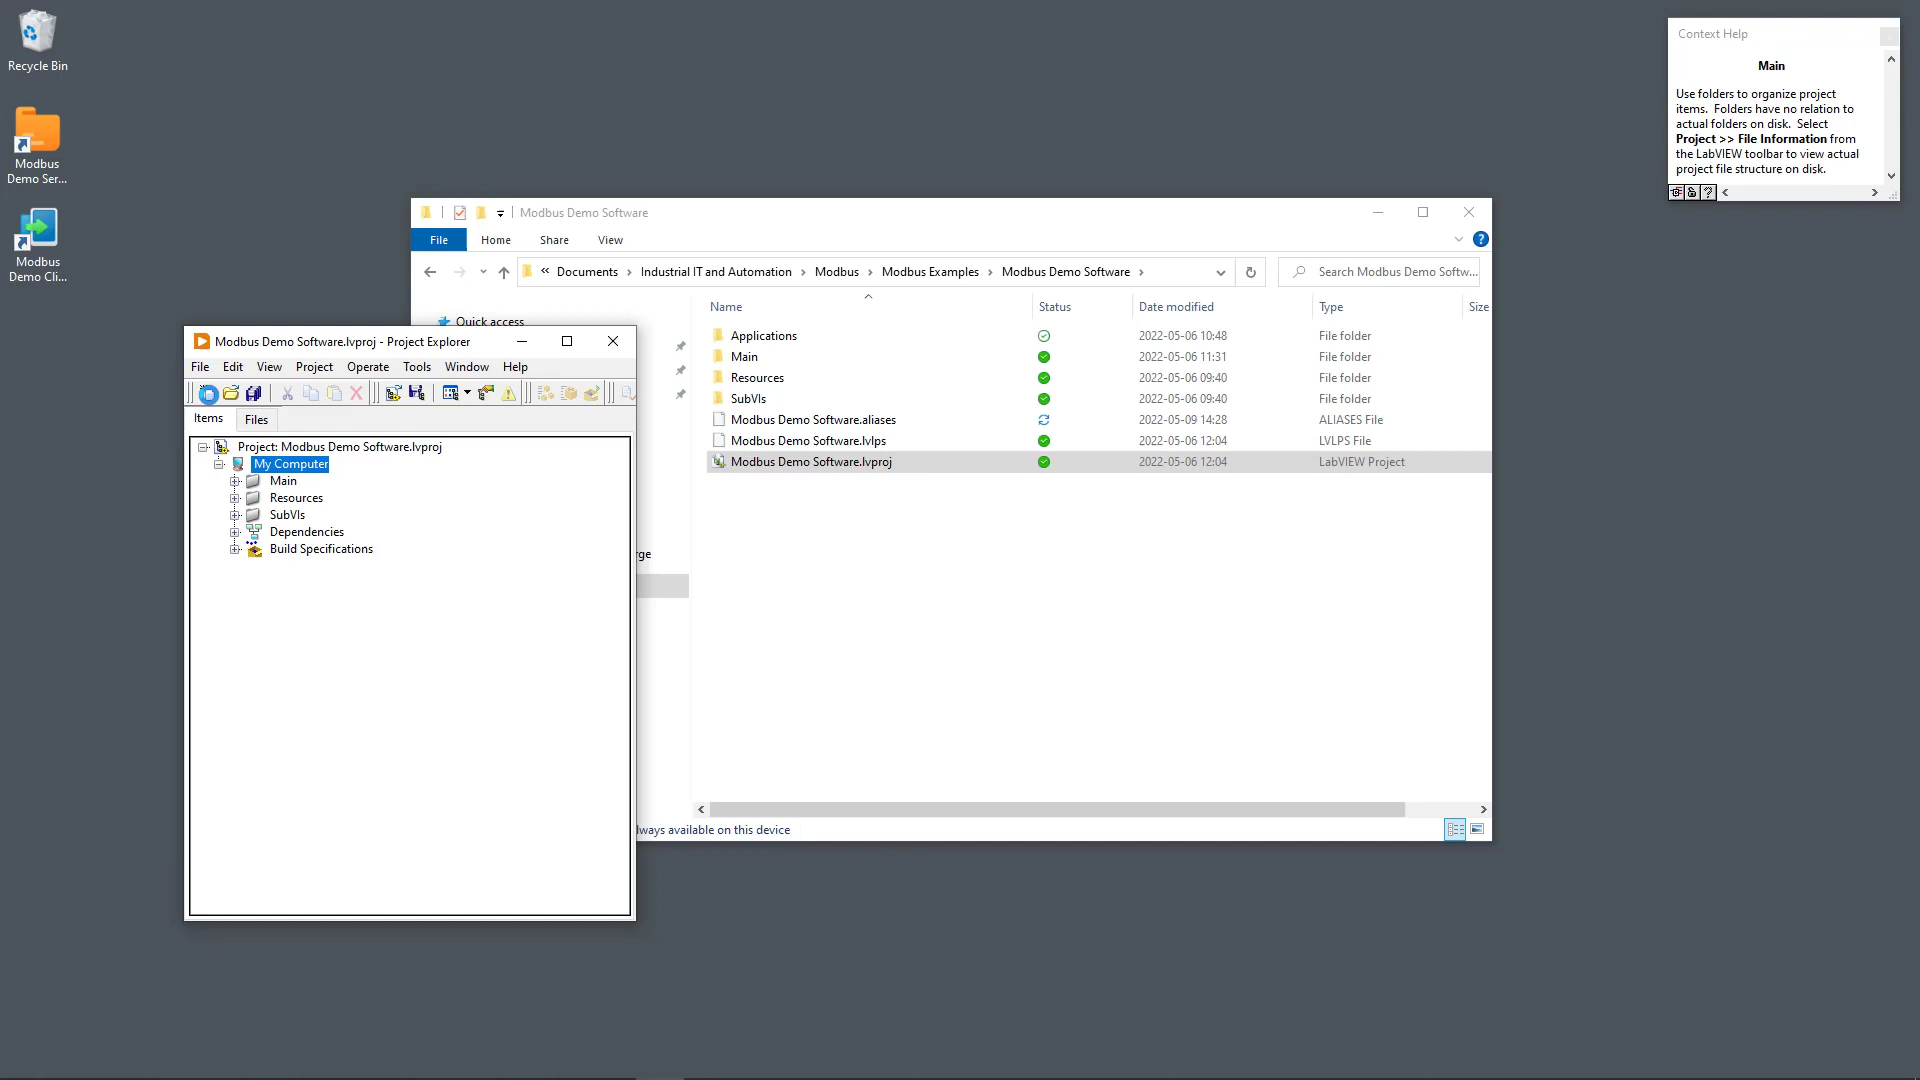 Recycle Bin
Modbus
Demo Ser...
Modbus
Demo Cli...
Context Help
Main
Use folders to organize project
items. Folders have no relation to
actual folders on disk. Select
Project >> File Information from
the LabVIEW toolbar to view actual
project file structure on disk.
Modbus Demo Software
File Home Share View
« Documents > Industrial IT and Automation > Modbus > Modbus Examples > Modbus Demo Software >
Search Modbus Demo Softw...
Quick access
Name Status Date modified Type Size
Applications 2022-05-06 10:48 File folder
Main 2022-05-06 11:31 File folder
Resources 2022-05-06 09:40 File folder
SubVIs 2022-05-06 09:40 File folder
Modbus Demo Software.aliases 2022-05-09 14:28 ALIASES File
Modbus Demo Software.lvlps 2022-05-06 12:04 LVLPS File
Modbus Demo Software.lvproj 2022-05-06 12:04 LabVIEW Project
rge
lways available on this device
Modbus Demo Software.lvproj - Project Explorer
File Edit View Project Operate Tools Window Help
Items Files
Project: Modbus Demo Software.lvproj
My Computer
Main
Resources
SubVIs
Dependencies
Build Specifications